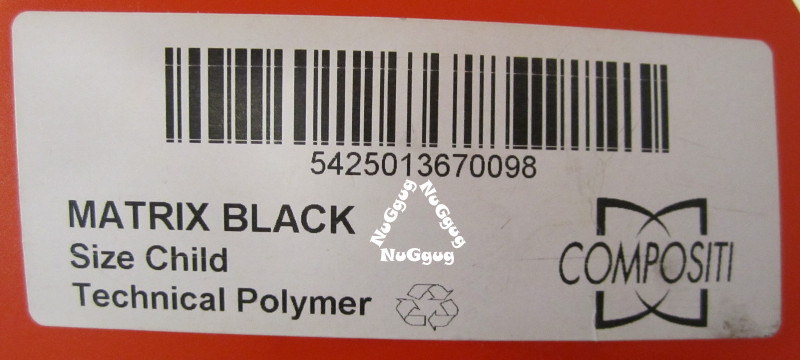 5425013670098
MATRIX BLACK
Size Child
Technical Polymer
COMPOSITI
NuGgug
NuGgug
NuGgug